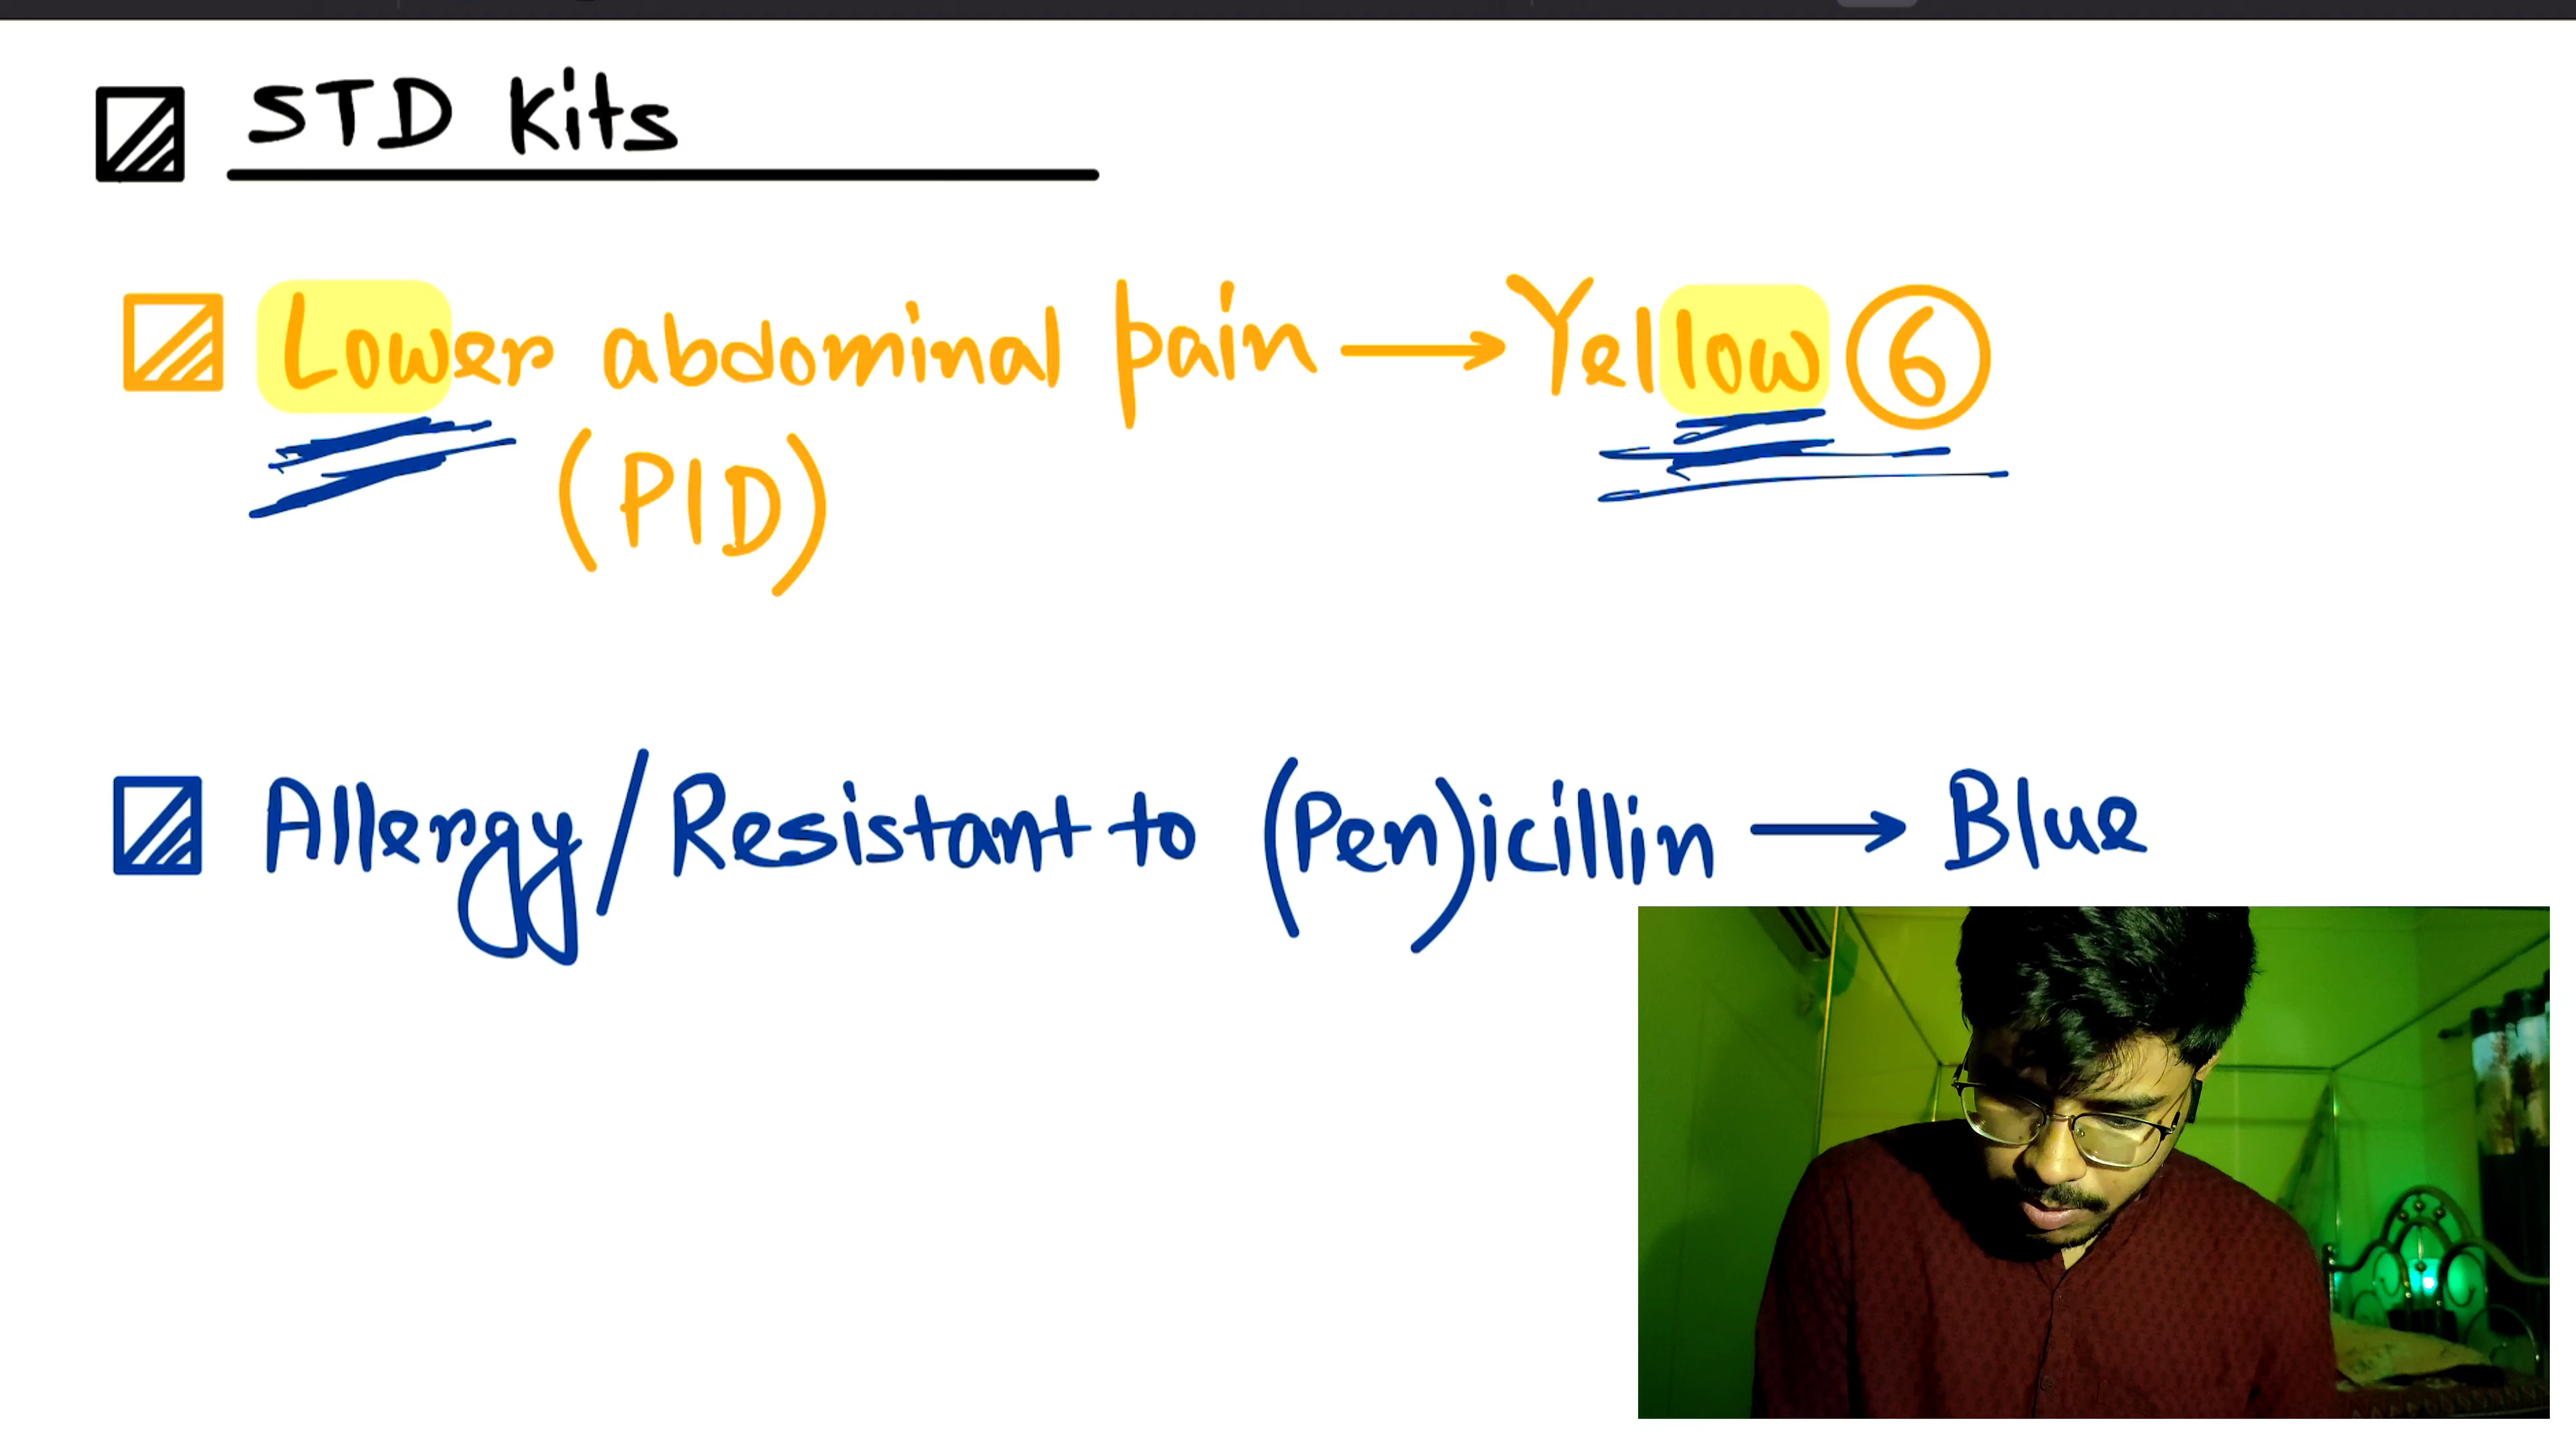 STD Kits
Lower abdominal pain → Yellow 6
(PID)
Allergy/Resistant to (Pen)icillin → Blue